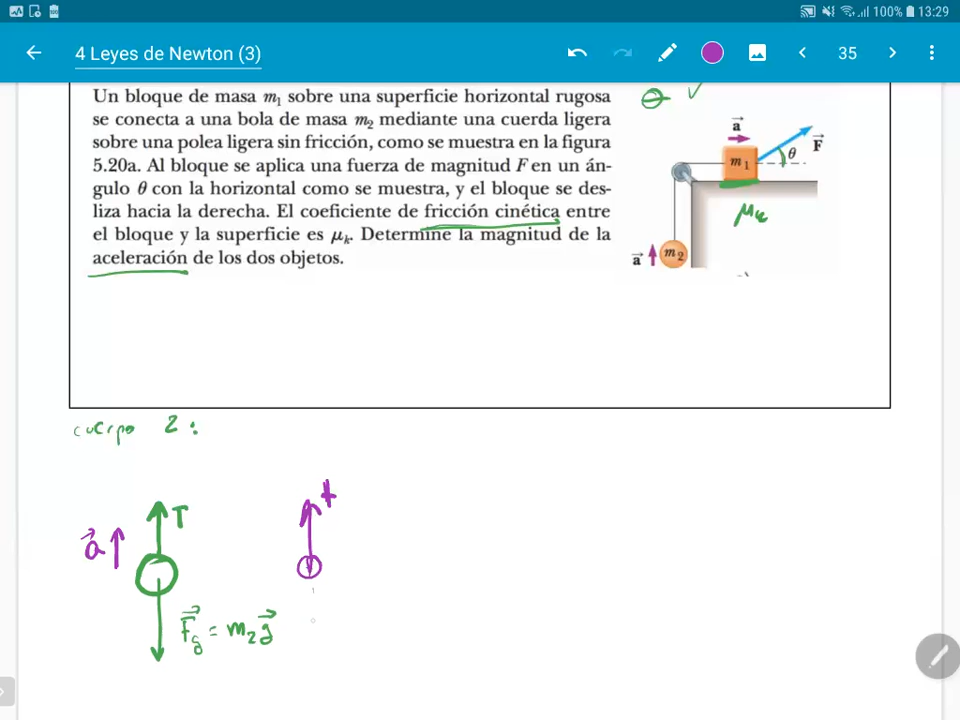 100% 13:29
4 Leyes de Newton (3)
35
Un bloque de masa m₁ sobre una superficie horizontal rugosa
se conecta a una bola de masa m₂ mediante una cuerda ligera
sobre una polea ligera sin fricción, como se muestra en la figura
5.20a. Al bloque se aplica una fuerza de magnitud F en un án-
gulo θ con la horizontal como se muestra, y el bloque se des-
liza hacia la derecha. El coeficiente de fricción cinética entre
el bloque y la superficie es μₖ. Determine la magnitud de la
aceleración de los dos objetos.
θ
a⃗
F⃗
θ
m₁
μₖ
a⃗
m₂
cuerpo 2:
T
+
a⃗
F⃗g = m₂g⃗